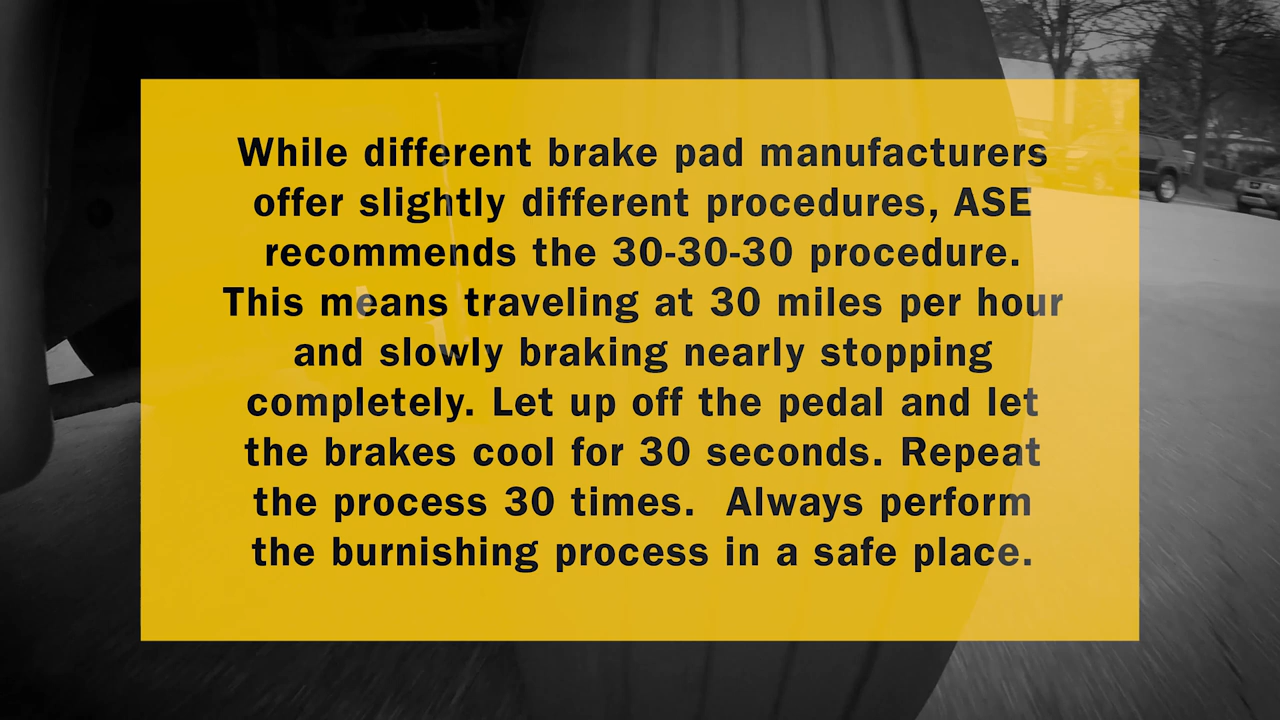 While different brake pad manufacturers
offer slightly different procedures, ASE
recommends the 30-30-30 procedure.
This means traveling at 30 miles per hour
and slowly braking nearly stopping
completely. Let up off the pedal and let
the brakes cool for 30 seconds. Repeat
the process 30 times.  Always perform
the burnishing process in a safe place.